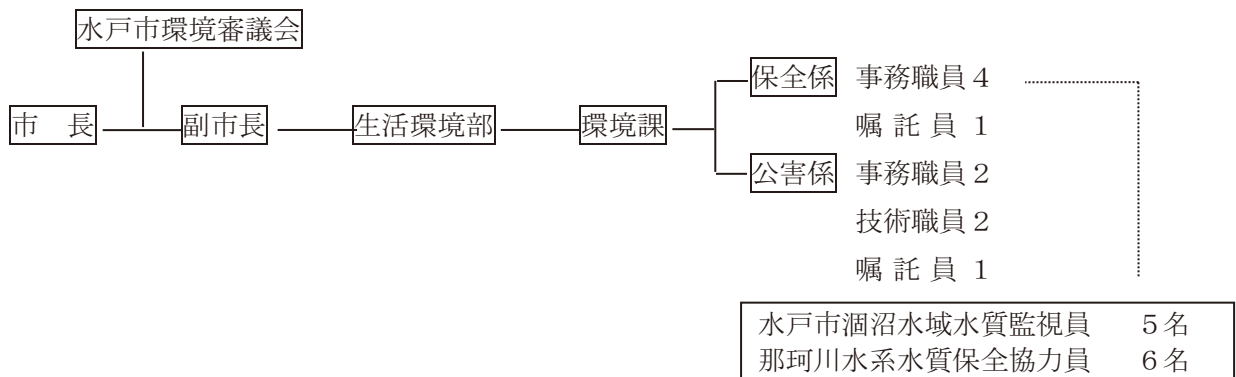 水戸市環境審議会
市　長　副市長　生活環境部　環境課　保全係　事務職員４
嘱 託 員　１
公害係　事務職員２
技術職員２
嘱 託 員　１
水戸市涸沼水域水質監視員　５名
那珂川水系水質保全協力員　６名